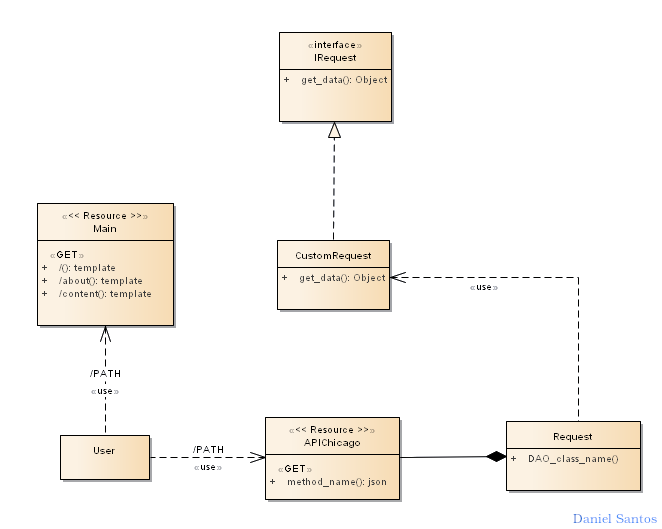 «interface»
IRequest
+ get_data(): Object
«<< Resource >>»
Main
«GET»
+ /(): template
+ /about(): template
+ /content(): template
CustomRequest
+ get_data(): Object
«use»
/PATH
«use»
User
/PATH
«use»
«<< Resource >>»
APIChicago
«GET»
+ method_name(): json
Request
+ DAO_class_name()
Daniel Santos